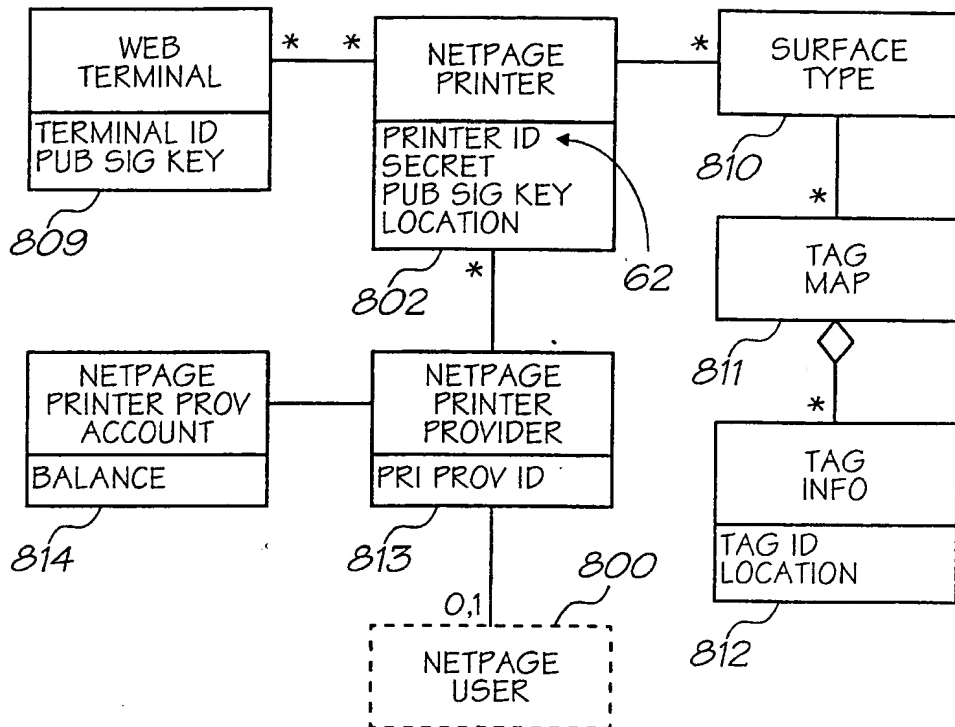 WEB
TERMINAL
TERMINAL ID
PUB SIG KEY
809
*
*
NETPAGE
PRINTER
PRINTER ID
SECRET
PUB SIG KEY
LOCATION
802
62
*
*
SURFACE
TYPE
810
*
TAG
MAP
811
*
NETPAGE
PRINTER PROV
ACCOUNT
BALANCE
814
NETPAGE
PRINTER
PROVIDER
PRI PROV ID
813
TAG
INFO
TAG ID
LOCATION
812
0,1
800
NETPAGE
USER